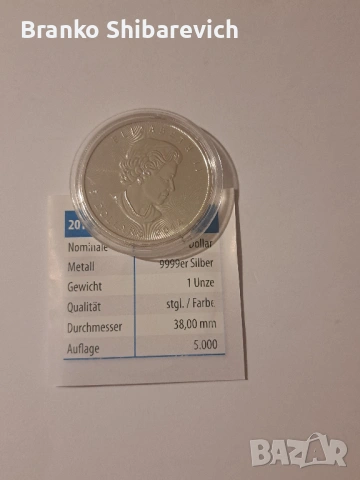 Branko Shibarevich
Nominale Dollar
Metall 9999er Silber
Gewicht 1 Unze
Qualität stgl. / Farbe
Durchmesser 38,00 mm
Auflage 5.000
BAZAR